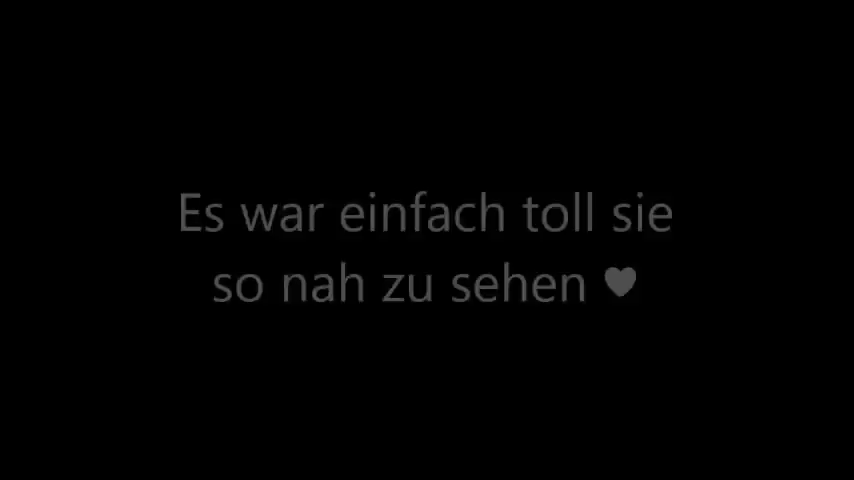 Es war einfach toll sie
so nah zu sehen ♥